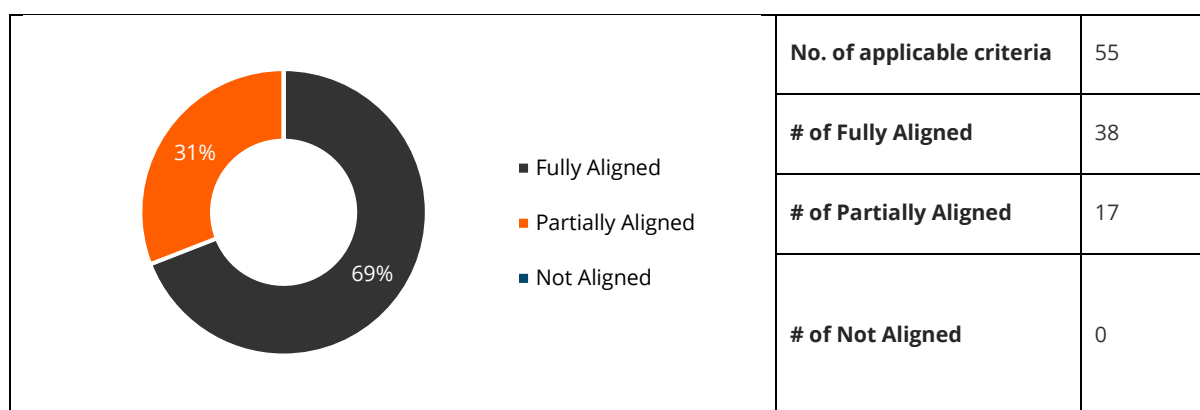 31%
69%
Fully Aligned
Partially Aligned
Not Aligned
No. of applicable criteria 55
# of Fully Aligned 38
# of Partially Aligned 17
# of Not Aligned 0